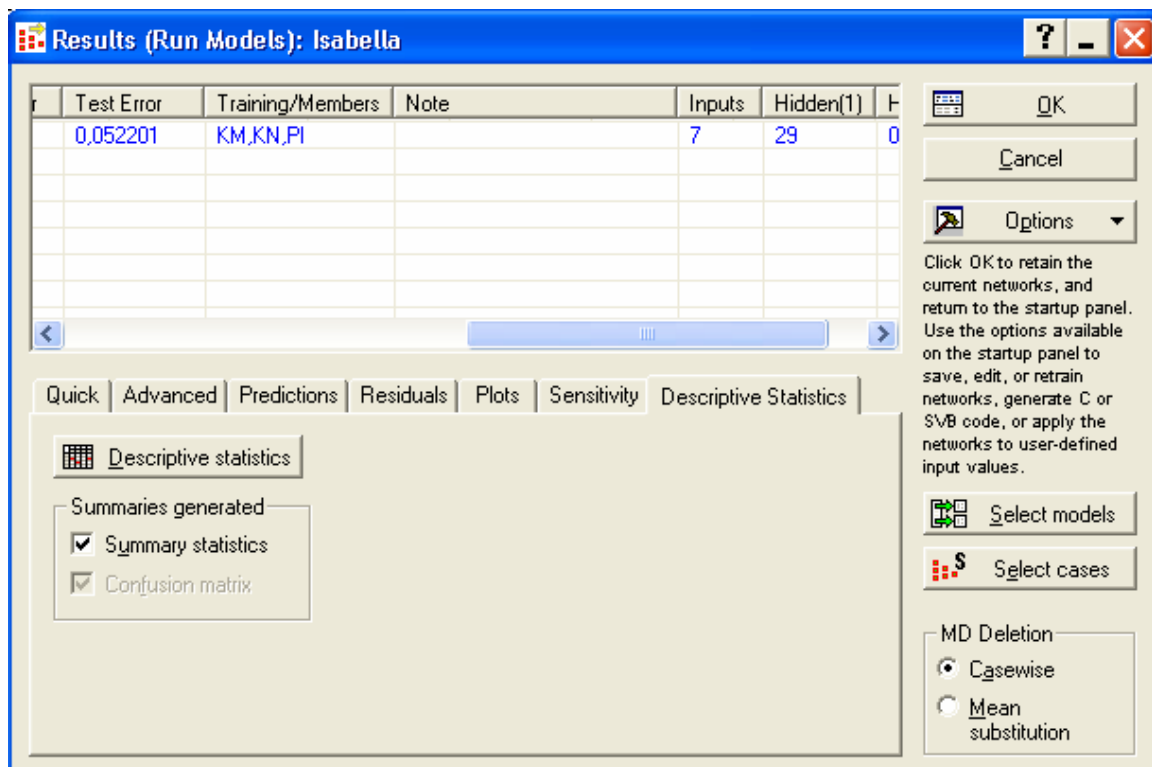 Results (Run Models): Isabella
r Test Error Training/Members Note Inputs Hidden(1) H
0,052201 KM,KN,PI 7 29 0
OK
Cancel
Options
Click OK to retain the
current networks, and
return to the startup panel.
Use the options available
on the startup panel to
save, edit, or retrain
networks, generate C or
SVB code, or apply the
networks to user-defined
input values.
Quick Advanced Predictions Residuals Plots Sensitivity Descriptive Statistics
Descriptive statistics
Summaries generated
Summary statistics
Confusion matrix
Select models
S Select cases
MD Deletion
Casewise
Mean
substitution